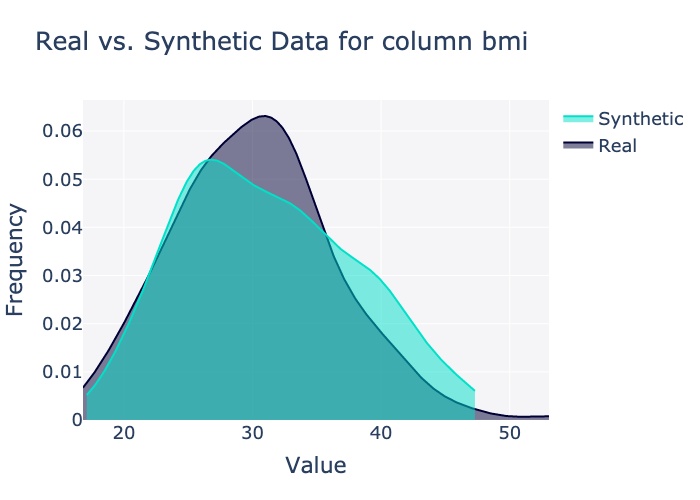 Real vs. Synthetic Data for column bmi
Synthetic
Real
0.06
0.05
0.04
0.03
0.02
0.01
0
20 30 40 50
Value
Frequency